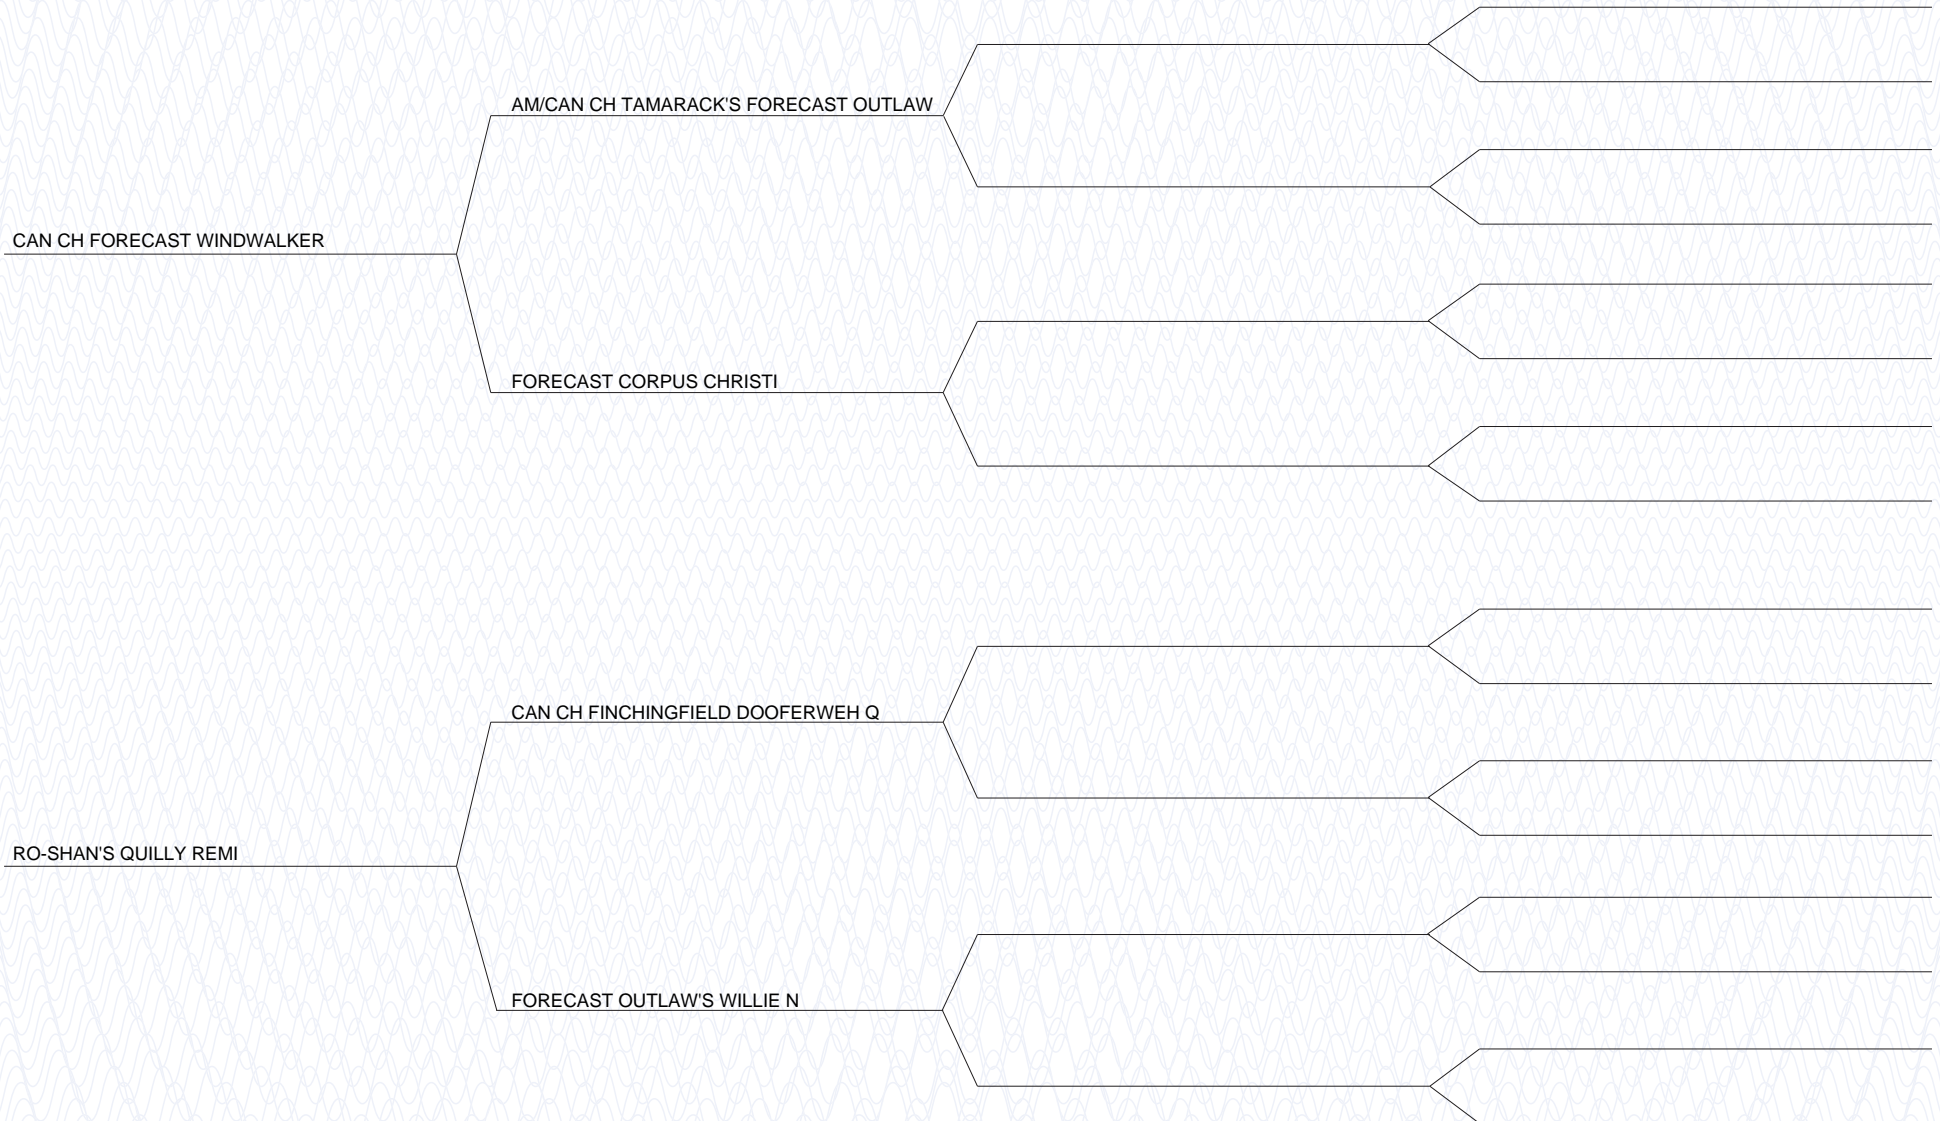 AM/CAN CH TAMARACK'S FORECAST OUTLAW
CAN CH FORECAST WINDWALKER
FORECAST CORPUS CHRISTI
CAN CH FINCHINGFIELD DOOFERWEH Q
RO-SHAN'S QUILLY REMI
FORECAST OUTLAW'S WILLIE N